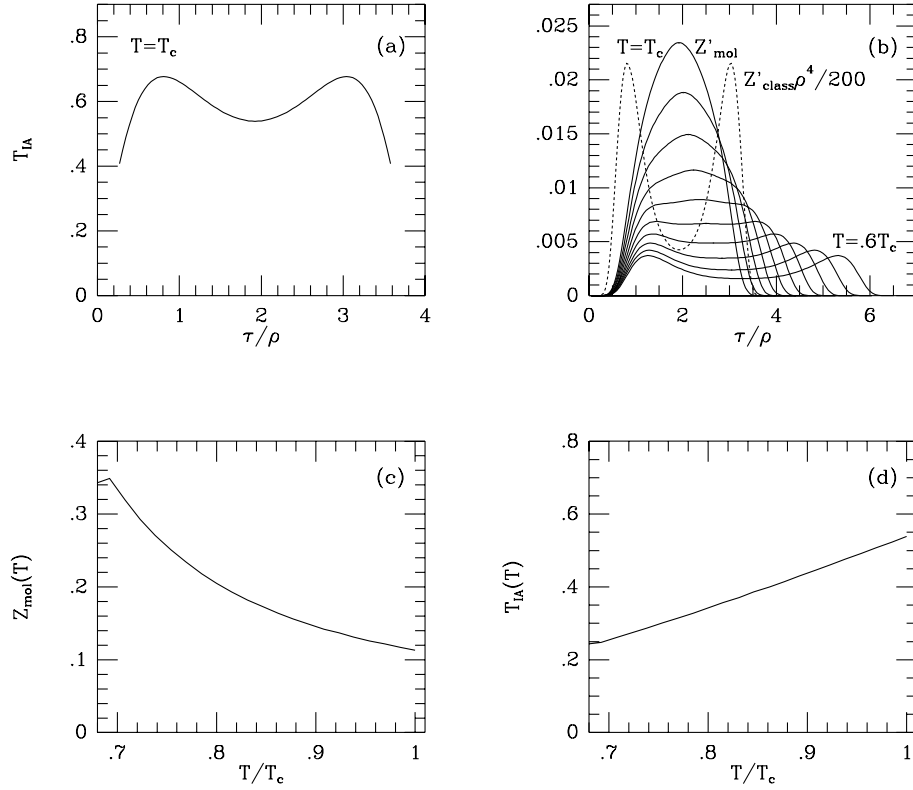 .8
.6
.4
.2
0
T_IA
T=T_c
(a)
0
1
2
3
4
τ/ρ
.025
.02
.015
.01
.005
0
T=T_c
Z'_mol
(b)
Z'_class ρ^4/200
T=.6T_c
0
2
4
6
τ/ρ
.4
.3
.2
.1
0
Z_mol(T)
(c)
.7
.8
.9
1
T/T_c
.8
.6
.4
.2
0
T_IA(T)
(d)
.7
.8
.9
1
T/T_c